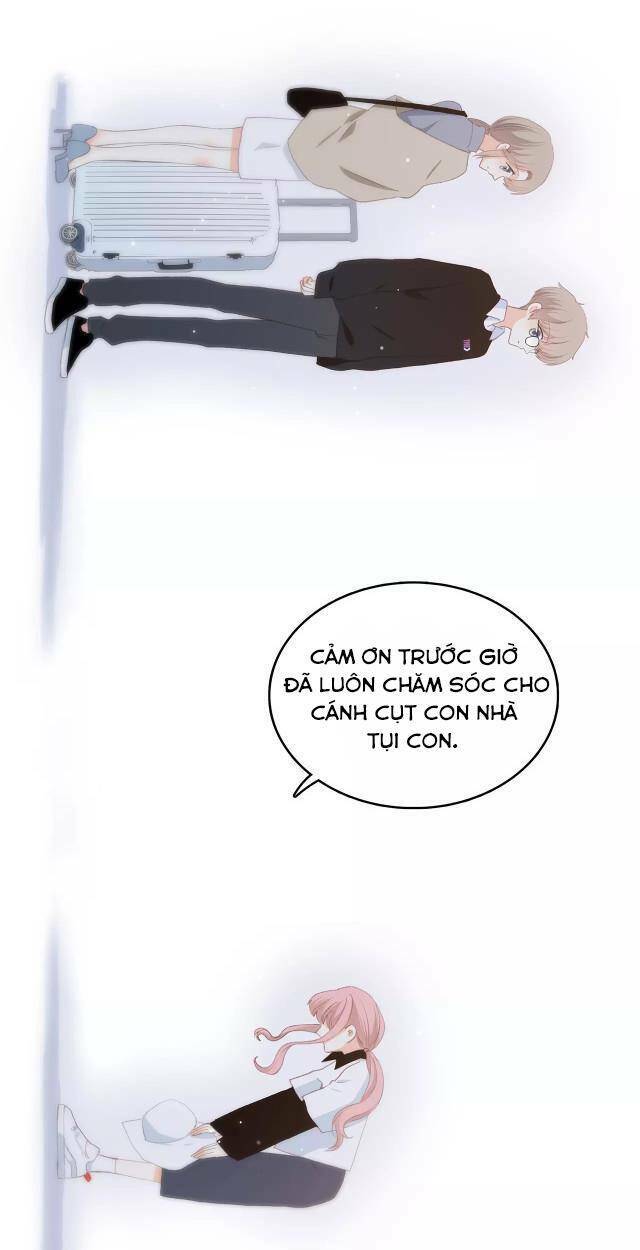 CẢM ƠN TRƯỚC GIỜ
ĐÃ LUÔN CHĂM SÓC CHO
CÁNH CỤT CON NHÀ
TỤI CON.